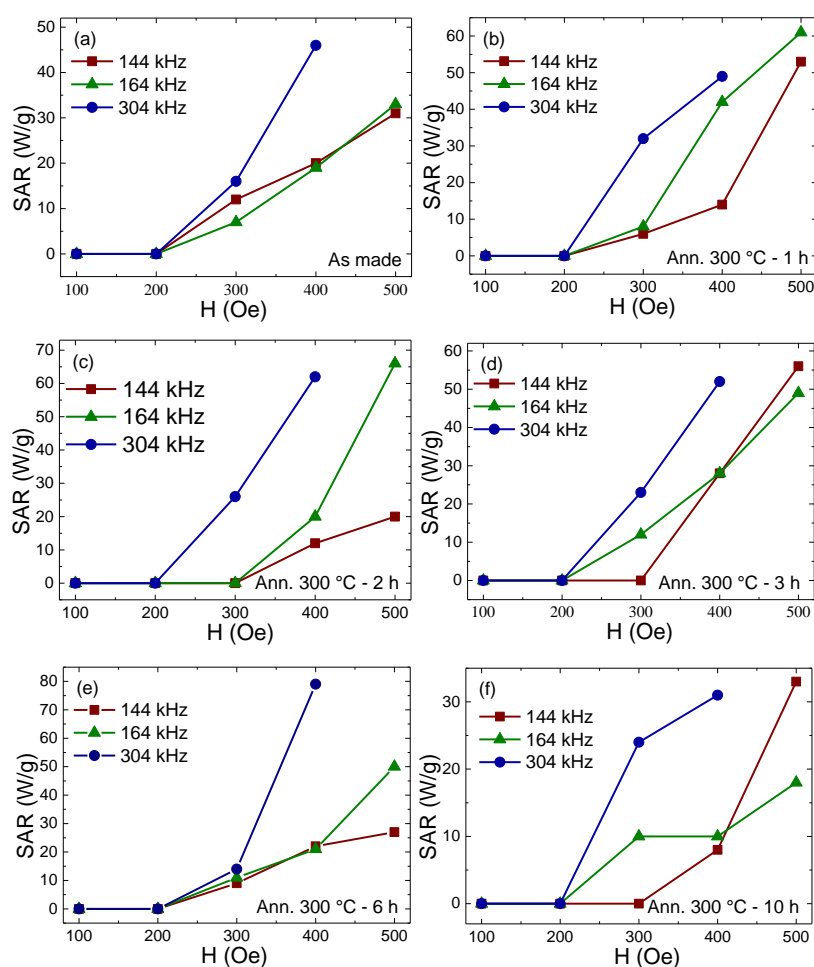 (a)
144 kHz
164 kHz
304 kHz
As made
SAR (W/g)
50
40
30
20
10
0
100 200 300 400 500
H (Oe)
(b)
144 kHz
164 kHz
304 kHz
Ann. 300 °C - 1 h
SAR (W/g)
60
50
40
30
20
10
0
100 200 300 400 500
H (Oe)
(c)
144 kHz
164 kHz
304 kHz
Ann. 300 °C - 2 h
SAR (W/g)
70
60
50
40
30
20
10
0
100 200 300 400 500
H (Oe)
(d)
144 kHz
164 kHz
304 kHz
Ann. 300 °C - 3 h
SAR (W/g)
60
50
40
30
20
10
0
100 200 300 400 500
H (Oe)
(e)
144 kHz
164 kHz
304 kHz
Ann. 300 °C - 6 h
SAR (W/g)
80
70
60
50
40
30
20
10
0
100 200 300 400 500
H (Oe)
(f)
144 kHz
164 kHz
304 kHz
Ann. 300 °C - 10 h
SAR (W/g)
30
20
10
0
100 200 300 400 500
H (Oe)